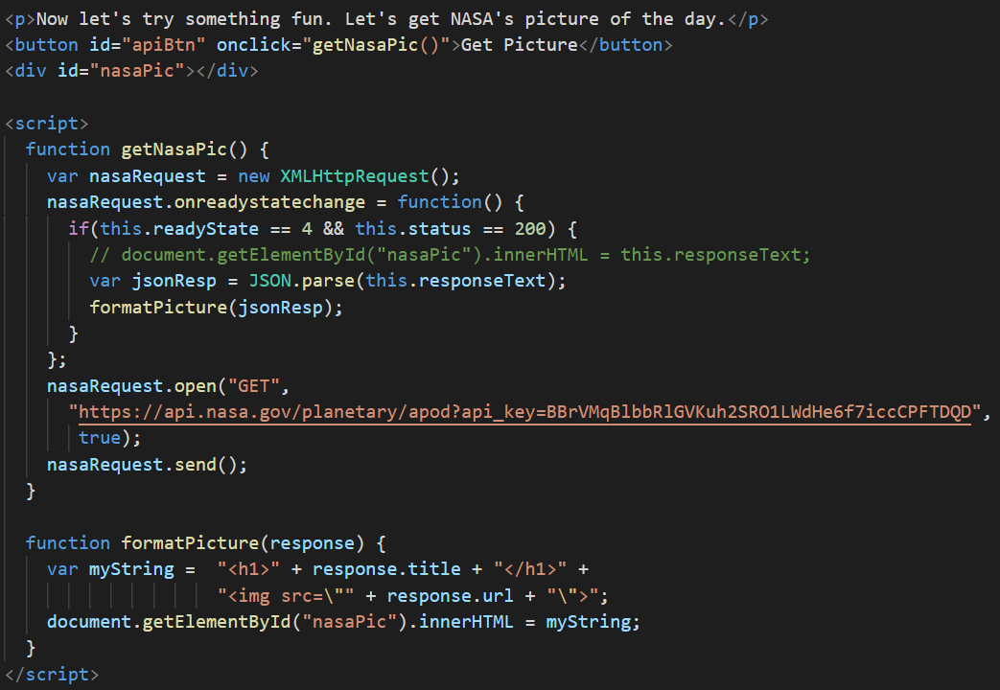 <p>Now let's try something fun. Let's get NASA's picture of the day.</p>
<button id="apiBtn" onclick="getNasaPic()">Get Picture</button>
<div id="nasaPic"></div>

<script>
  function getNasaPic() {
    var nasaRequest = new XMLHttpRequest();
    nasaRequest.onreadystatechange = function() {
      if(this.readyState == 4 && this.status == 200) {
        // document.getElementById("nasaPic").innerHTML = this.responseText;
        var jsonResp = JSON.parse(this.responseText);
        formatPicture(jsonResp);
      }
    };
    nasaRequest.open("GET",
      "https://api.nasa.gov/planetary/apod?api_key=BBrVMqBlbbRlGVKuh2SRO1LWdHe6f7iccCPFTDQD",
       true);
    nasaRequest.send();
  }

  function formatPicture(response) {
    var myString =  "<h1>" + response.title + "</h1>" +
                    "<img src=\"" + response.url + "\">";
    document.getElementById("nasaPic").innerHTML = myString;
  }
</script>